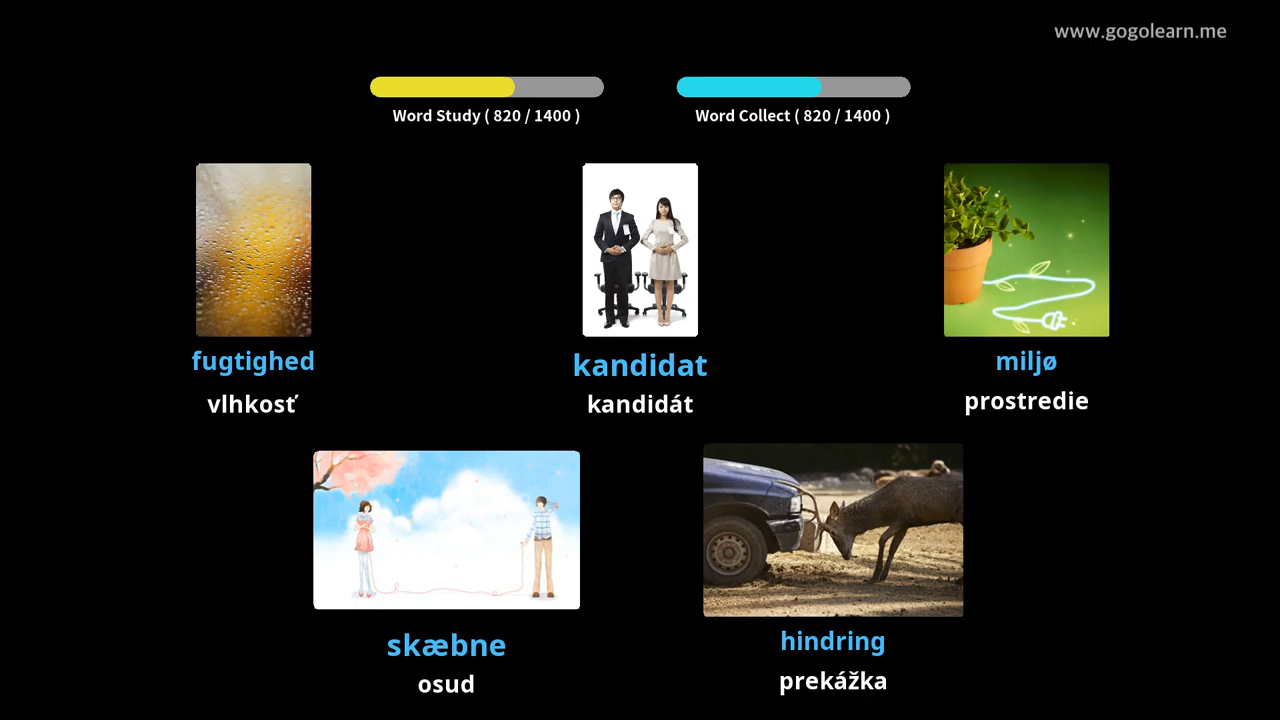 www.gogolearn.me
Word Study ( 820 / 1400 )
Word Collect ( 820 / 1400 )
fugtighed
vlhkosť
kandidat
kandidát
miljø
prostredie
skæbne
osud
hindring
prekážka